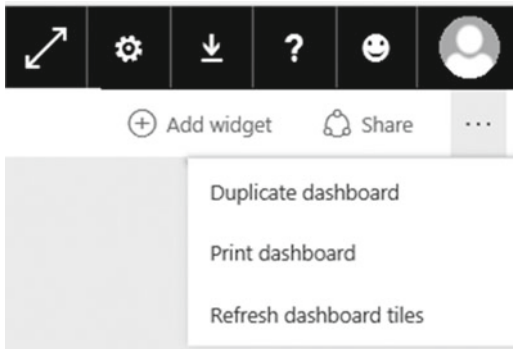 ?
Add widget Share ...
Duplicate dashboard
Print dashboard
Refresh dashboard tiles